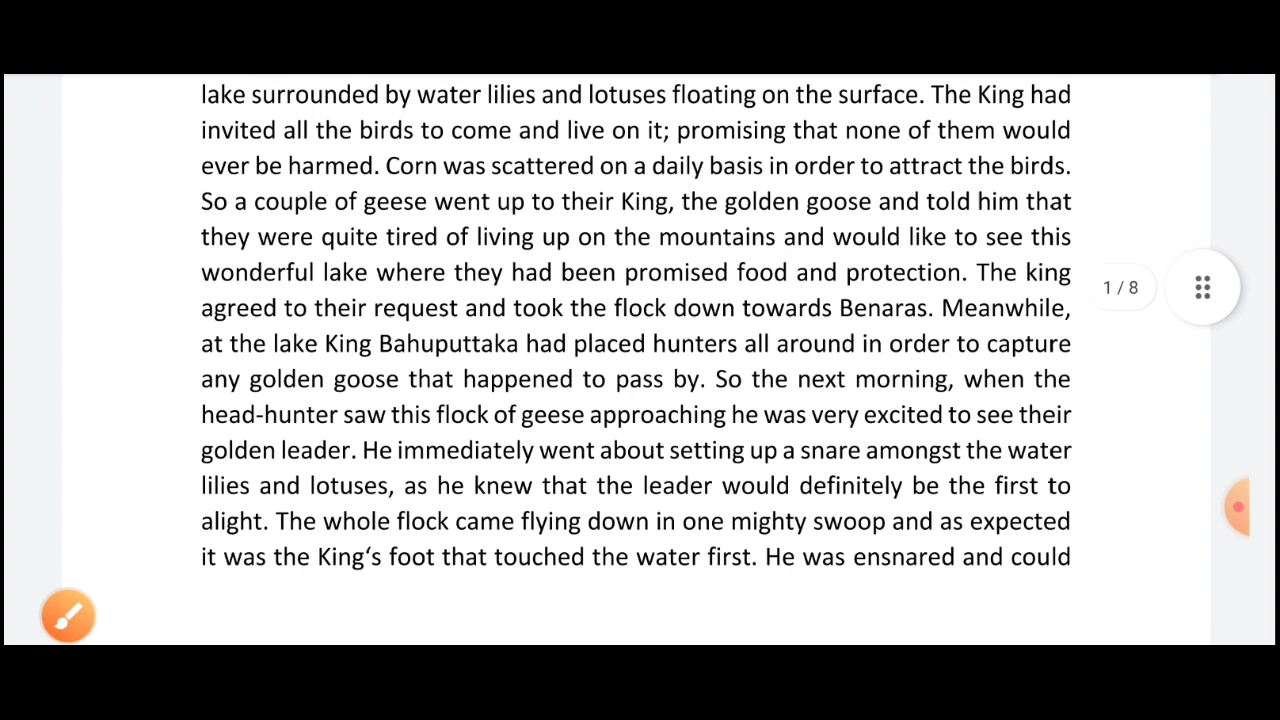 lake surrounded by water lilies and lotuses floating on the surface. The King had
invited all the birds to come and live on it; promising that none of them would
ever be harmed. Corn was scattered on a daily basis in order to attract the birds.
So a couple of geese went up to their King, the golden goose and told him that
they were quite tired of living up on the mountains and would like to see this
wonderful lake where they had been promised food and protection. The king
1 / 8
agreed to their request and took the flock down towards Benaras. Meanwhile,
at the lake King Bahuputtaka had placed hunters all around in order to capture
any golden goose that happened to pass by. So the next morning, when the
head-hunter saw this flock of geese approaching he was very excited to see their
golden leader. He immediately went about setting up a snare amongst the water
lilies and lotuses, as he knew that the leader would definitely be the first to
alight. The whole flock came flying down in one mighty swoop and as expected
it was the King‘s foot that touched the water first. He was ensnared and could